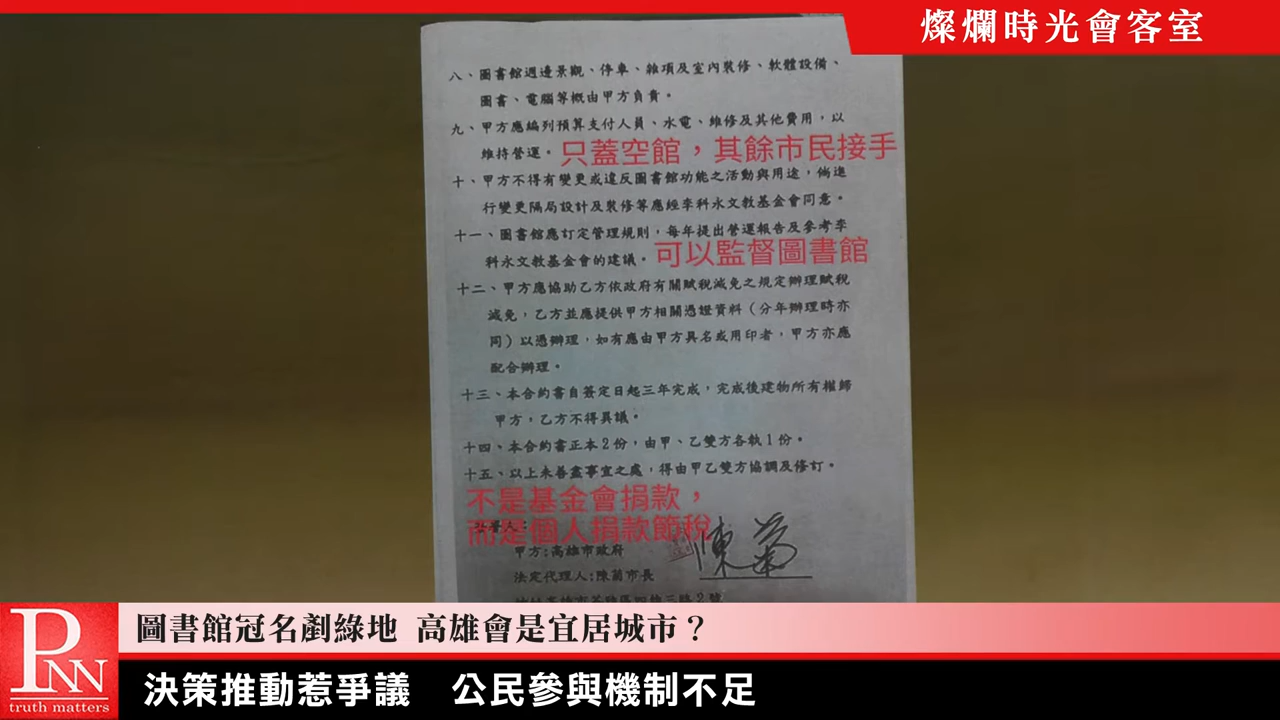 燦爛時光會客室
八、圖書館週邊景觀、停車、雜項及室內裝修、軟體設備、
圖書、電腦等概由甲方負責。
九、甲方應編列預算支付人員、水電、維修及其他費用，以
維持營運。
只蓋空館，其餘市民接手
十、甲方不得有變更或違反圖書館功能之活動與用途，倘進
行變更隔局設計及裝修等應經李科永文教基金會同意。
十一、圖書館應訂定管理規則，每年提出營運報告及參考李
科永文教基金會的建議。
可以監督圖書館
十二、甲方應協助乙方依政府有關賦稅減免之規定辦理賦稅
減免，乙方並應提供甲方相關憑證資料（分年辦理時亦
同）以憑辦理，如有應由甲方具名或用印者，甲方亦應
配合辦理。
十三、本合約書自簽定日起三年完成，完成後建物所有權歸
甲方，乙方不得異議。
十四、本合約書正本2份，由甲、乙雙方各執1份。
十五、以上未善盡事宜之處，得由甲乙雙方協調及修訂。
不是基金會捐款，
而是個人捐款節稅
甲方：高雄市政府
陳菊
法定代理人：陳菊市長
圖書館冠名剷綠地 高雄會是宜居城市？
決策推動惹爭議 公民參與機制不足
PNN
truth matters